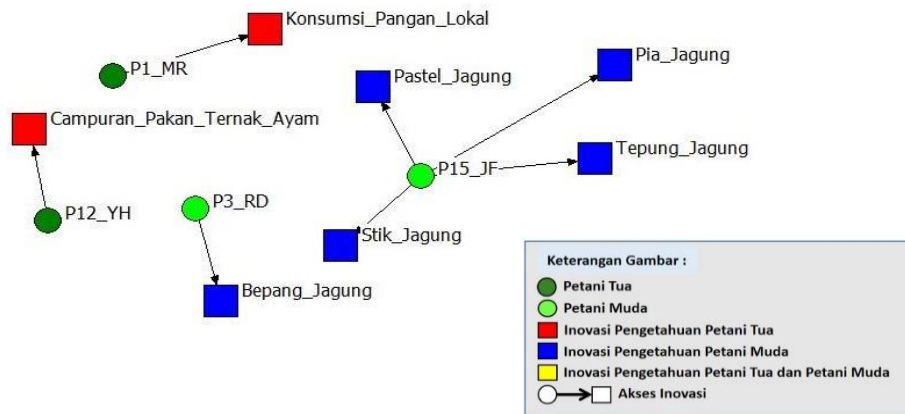 Konsumsi_Pangan_Lokal
P1_MR
Pia_Jagung
Pastel_Jagung
Campuran_Pakan_Ternak_Ayam
Tepung_Jagung
P15_JF
P3_RD
P12_YH
Stik_Jagung
Bepang_Jagung
Keterangan Gambar :
Petani Tua
Petani Muda
Inovasi Pengetahuan Petani Tua
Inovasi Pengetahuan Petani Muda
Inovasi Pengetahuan Petani Tua dan Petani Muda
Akses Inovasi